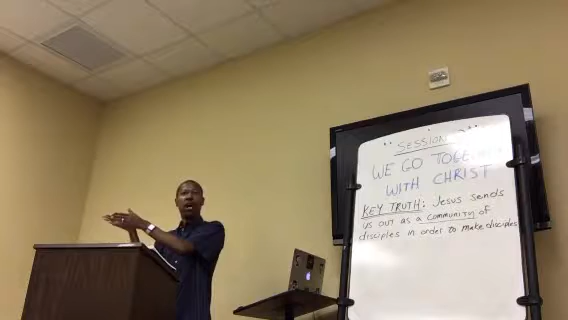 SESSION
WE GO TOGETHER
WITH CHRIST
KEY TRUTH: Jesus sends
us out as a community of
disciples in order to make disciples